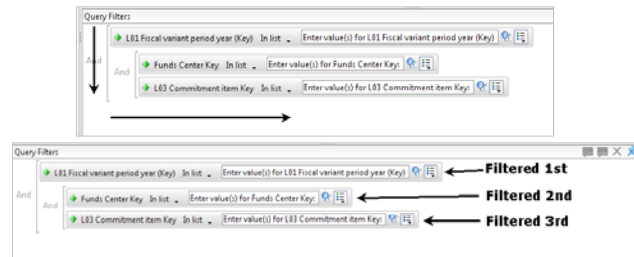 Query Filters
L01 Fiscal variant period year (Key) In list Enter value(s) for L01 Fiscal variant period year (Key)
And
And
Funds Center Key In list Enter value(s) for Funds Center Key:
L03 Commitment item Key In list Enter value(s) for L03 Commitment item Key:
Query Filters
L01 Fiscal variant period year (Key) In list Enter value(s) for L01 Fiscal variant period year (Key) Filtered 1st
And
And
Funds Center Key In list Enter value(s) for Funds Center Key: Filtered 2nd
L03 Commitment item Key In list Enter value(s) for L03 Commitment item Key: Filtered 3rd